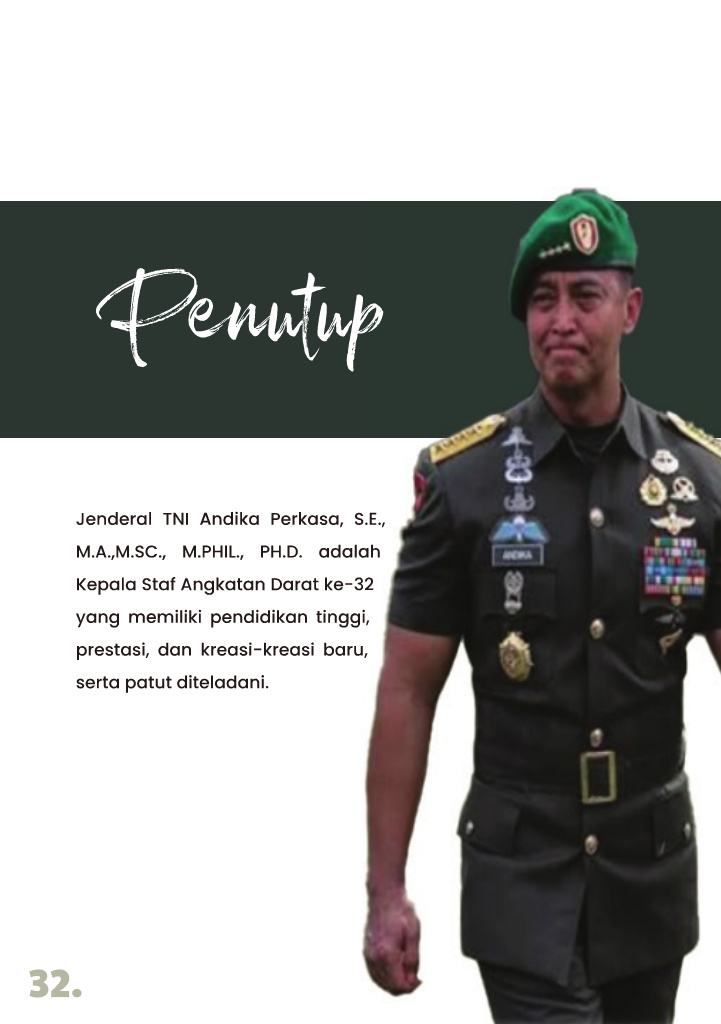 Penutup
Jenderal TNI Andika Perkasa, S.E.,
M.A.,M.SC., M.PHIL., PH.D. adalah
Kepala Staf Angkatan Darat ke-32
yang memiliki pendidikan tinggi,
prestasi, dan kreasi-kreasi baru,
serta patut diteladani.
ANDIKA
32.